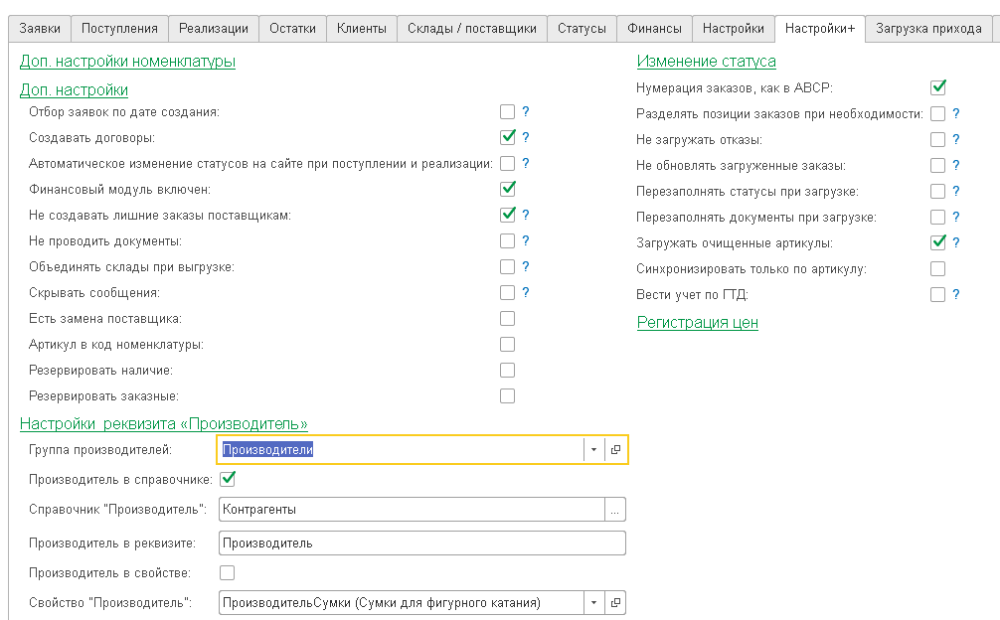 Заявки Поступления Реализации Остатки Клиенты Склады / поставщики Статусы Финансы Настройки Настройки+ Загрузка прихода
Доп. настройки номенклатуры
Доп. настройки
Отбор заявок по дате создания: ?
Создавать договоры: ?
Автоматическое изменение статусов на сайте при поступлении и реализации: ?
Финансовый модуль включен:
Не создавать лишние заказы поставщикам: ?
Не проводить документы: ?
Объединять склады при выгрузке: ?
Скрывать сообщения: ?
Есть замена поставщика:
Артикул в код номенклатуры:
Резервировать наличие:
Резервировать заказные:
Настройки реквизита «Производитель»
Группа производителей: Производители
Производитель в справочнике:
Справочник "Производитель": Контрагенты ...
Производитель в реквизите: Производитель
Производитель в свойстве:
Свойство "Производитель": ПроизводительСумки (Сумки для фигурного катания)
Изменение статуса
Нумерация заказов, как в АВСР:
Разделять позиции заказов при необходимости: ?
Не загружать отказы: ?
Не обновлять загруженные заказы: ?
Перезаполнять статусы при загрузке: ?
Перезаполнять документы при загрузке: ?
Загружать очищенные артикулы: ?
Синхронизировать только по артикулу:
Вести учет по ГТД: ?
Регистрация цен